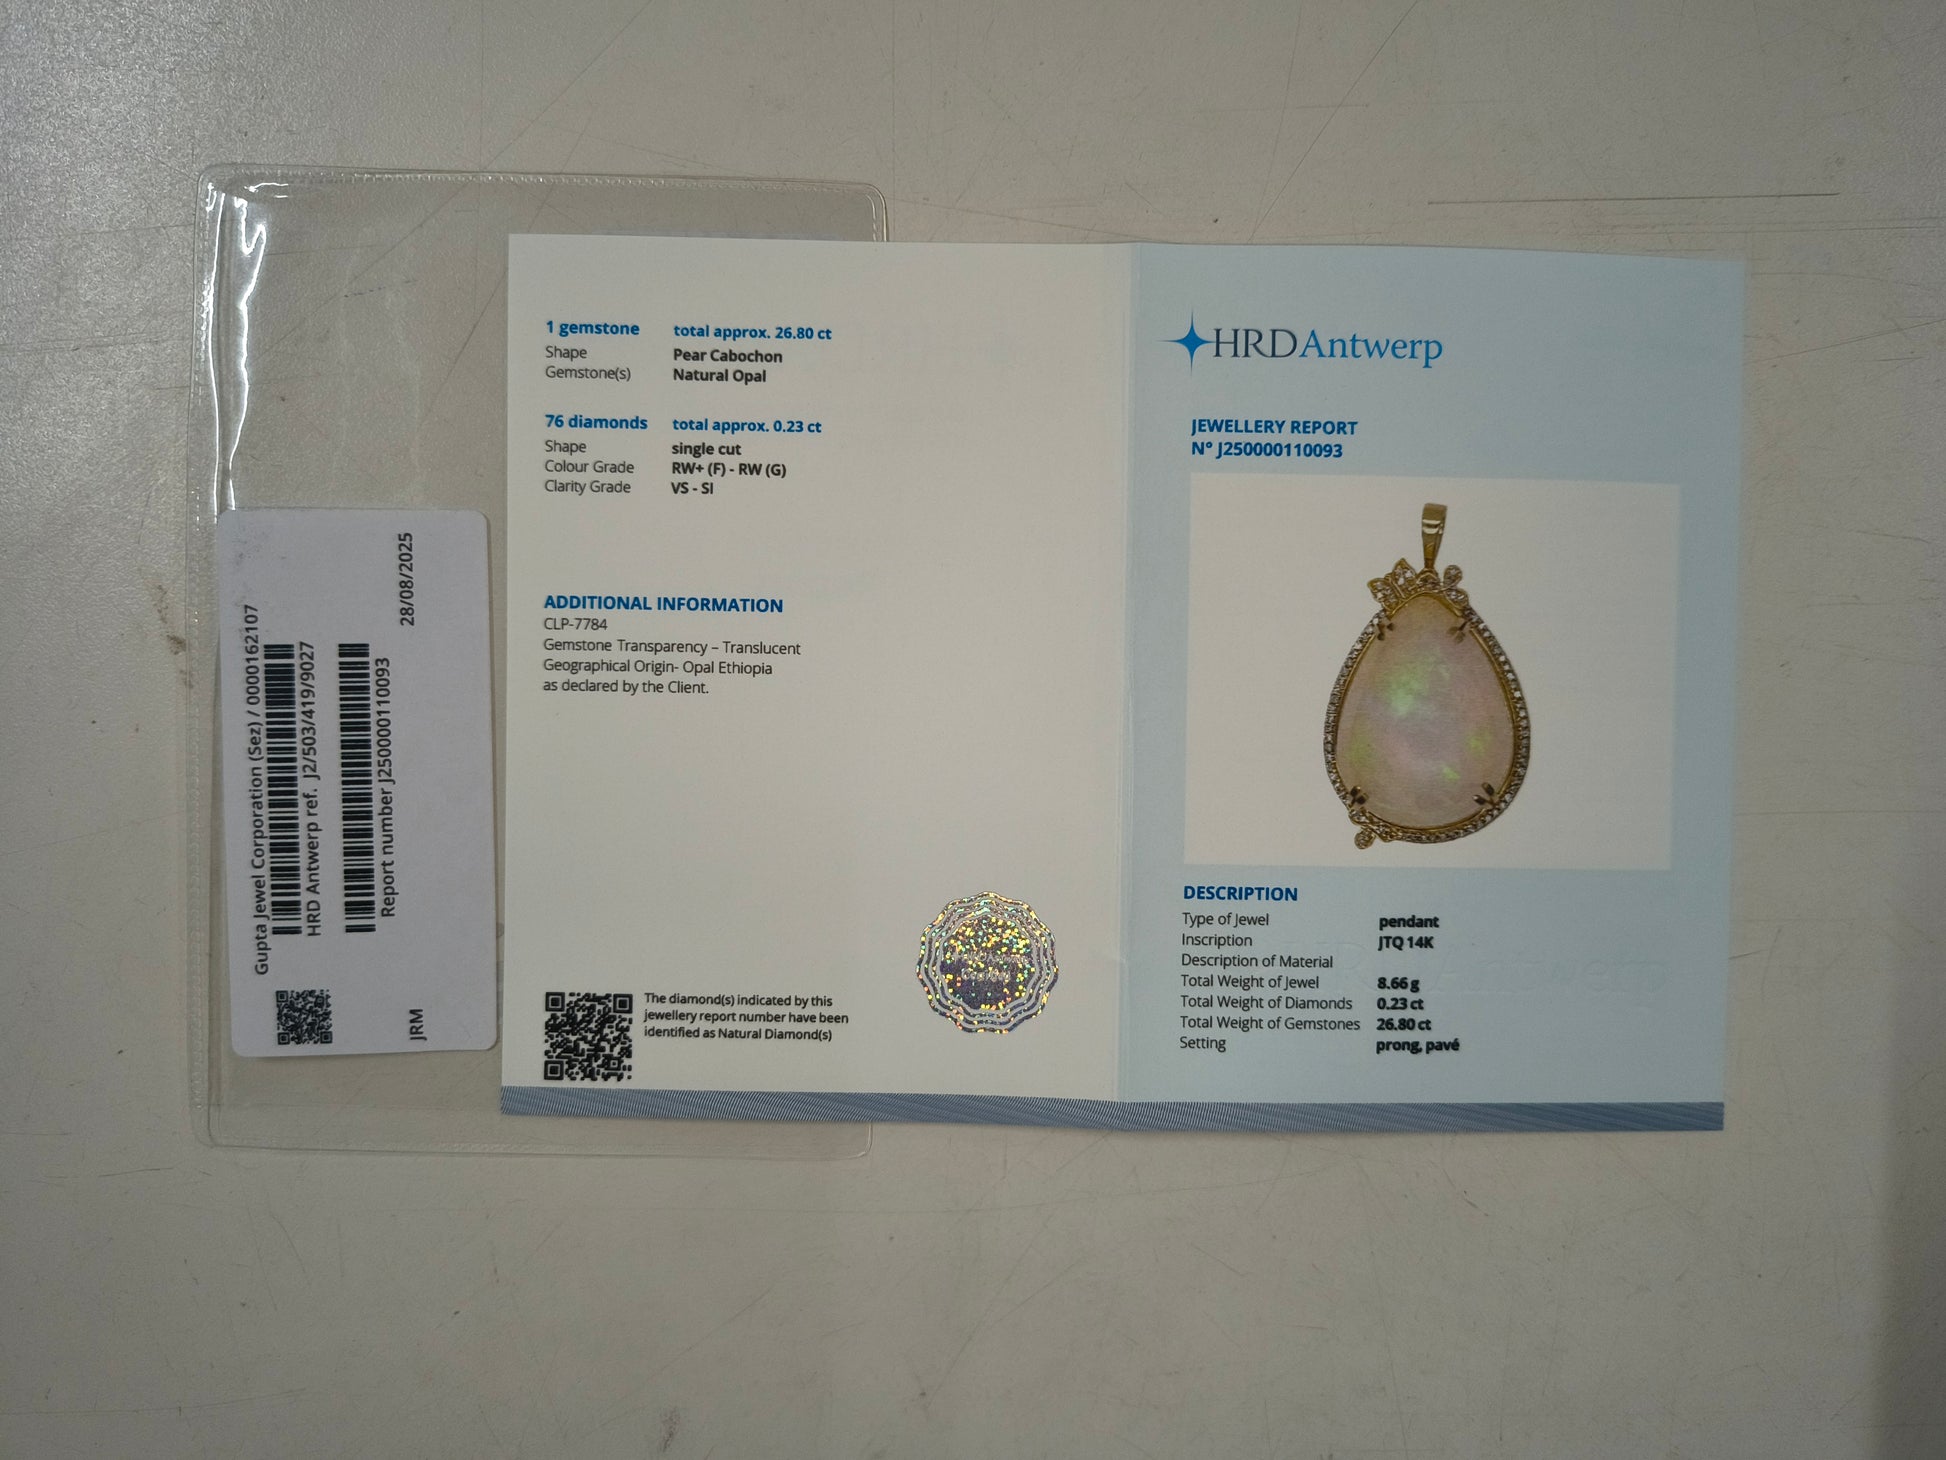 Gupta Jewel Corporation (Sez) / 0000162107
HRD Antwerp ref. J2/503/419/9027
Report number J250000110093
28/08/2025
JRM
1 gemstone total approx. 26.80 ct
Shape Pear Cabochon
Gemstone(s) Natural Opal
76 diamonds total approx. 0.23 ct
Shape single cut
Colour Grade RW+ (F) - RW (G)
Clarity Grade VS - SI
ADDITIONAL INFORMATION
CLP-7784
Gemstone Transparency – Translucent
Geographical Origin- Opal Ethiopia
as declared by the Client.
The diamond(s) indicated by this
jewellery report number have been
identified as Natural Diamond(s)
HRD Antwerp
JEWELLERY REPORT
N° J250000110093
DESCRIPTION
Type of Jewel pendant
Inscription JTQ 14K
Description of Material
Total Weight of Jewel 8.66 g
Total Weight of Diamonds 0.23 ct
Total Weight of Gemstones 26.80 ct
Setting prong, pavé